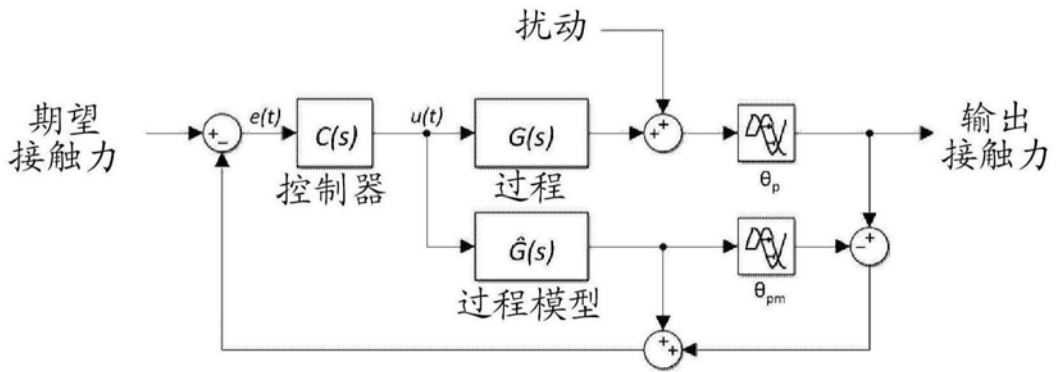 扰动
期望
接触力
+
−
e(t)
C(s)
控制器
u(t)
G(s)
过程
+
+
θp
输出
接触力
Ĝ(s)
过程模型
θpm
+
−
+
+